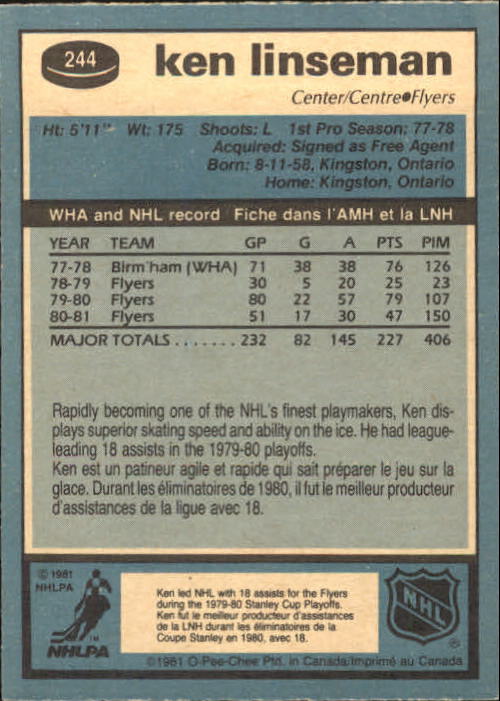 244
ken linseman
Center/Centre●Flyers
Ht: 5'11" Wt: 175 Shoots: L 1st Pro Season: 77-78
Acquired: Signed as Free Agent
Born: 8-11-58, Kingston, Ontario
Home: Kingston, Ontario
WHA and NHL record Fiche dans l'AMH et la LNH
YEAR TEAM GP G A PTS PIM
77-78 Birm'ham (WHA) 71 38 38 76 126
78-79 Flyers 30 5 20 25 23
79-80 Flyers 80 22 57 79 107
80-81 Flyers 51 17 30 47 150
MAJOR TOTALS ....... 232 82 145 227 406
Rapidly becoming one of the NHL's finest playmakers, Ken dis-
plays superior skating speed and ability on the ice. He had league-
leading 18 assists in the 1979-80 playoffs.
Ken est un patineur agile et rapide qui sait préparer le jeu sur la
glace. Durant les éliminatoires de 1980, il fut le meilleur producteur
d'assistances de la ligue avec 18.
© 1981
NHLPA
TM
NHLPA
Ken led NHL with 18 assists for the Flyers
during the 1979-80 Stanley Cup Playoffs.
Ken fut le meilleur producteur d'assistances
de la LNH durant les éliminatoires de la
Coupe Stanley en 1980, avec 18.
NHL
®
©1981 O-Pee-Chee Ptd. in Canada/Imprimé au Canada